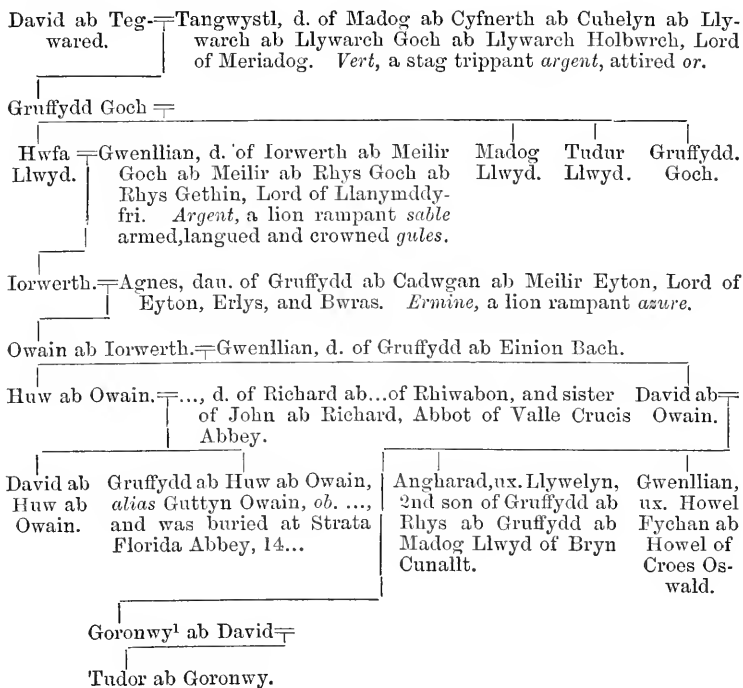 David ab Teg-=Tangwystl, d. of Madog ab Cyfnerth ab Cuhelyn ab Lly-
wared. warch ab Llywarch Goch ab Llywarch Holbwrch, Lord
of Meriadog. Vert, a stag trippant argent, attired or.
Gruffydd Goch =
Hwfa =Gwenllian, d. of Iorwerth ab Meilir Madog Tudur Gruffydd.
Llwyd. Goch ab Meilir ab Rhys Goch ab Llwyd. Llwyd. Goch.
Rhys Gethin, Lord of Llanymddy-
fri. Argent, a lion rampant sable
armed, langued and crowned gules.
Iorwerth.=Agnes, dau. of Gruffydd ab Cadwgan ab Meilir Eyton, Lord of
Eyton, Erlys, and Bwras. Ermine, a lion rampant azure.
Owain ab Iorwerth.=Gwenllian, d. of Gruffydd ab Einion Bach.
Huw ab Owain.=..., d. of Richard ab...of Rhiwabon, and sister David ab=
of John ab Richard, Abbot of Valle Crucis Owain.
Abbey.
David ab Gruffydd ab Huw ab Owain, Angharad, ux. Llywelyn, Gwenllian,
Huw ab alias Guttyn Owain, ob. ..., 2nd son of Gruffydd ab ux. Howel
Owain. and was buried at Strata Rhys ab Gruffydd ab Fychan ab
Florida Abbey, 14... Madog Llwyd of Bryn Howel of
Cunallt. Croes Os-
wald.
Goronwy¹ ab David=
Tudor ab Goronwy.